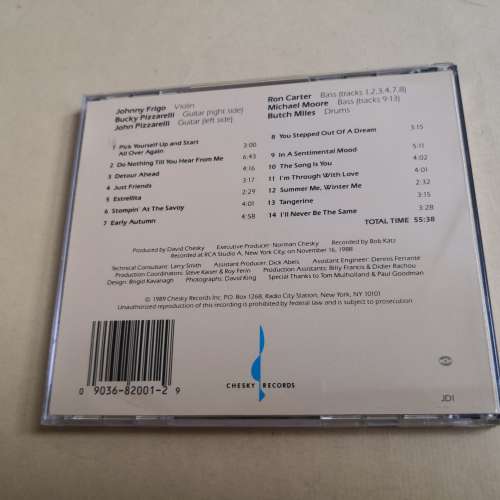 Johnny Frigo Violin
Bucky Pizzarelli Guitar [right side]
John Pizzarelli Guitar [left side]
Ron Carter Bass [tracks 1,2,3,4,7,8]
Michael Moore Bass [tracks 9-13]
Butch Miles Drums
1 Pick Yourself Up and Start
All Over Again 3:00
2 Do Nothing Till You Hear From Me 6:43
3 Detour Ahead 4:16
4 Just Friends 3:17
5 Estrellita 2:29
6 Stompin' At The Savoy 4:01
7 Early Autumn 4:58
8 You Stepped Out Of A Dream 3:15
9 In A Sentimental Mood 5:11
10 The Song Is You 4:02
11 I'm Through With Love 4:01
12 Summer Me, Winter Me 2:32
13 Tangerine 3:15
14 I'll Never Be The Same 3:28
TOTAL TIME 55:38
Produced by David Chesky Executive Producer: Norman Chesky Recorded by Bob Katz
Recorded at RCA Studio A, New York City, on November 16, 1988
Technical Consultant: Larry Smith Assistant Producer: Dick Abels Assistant Engineer: Dennis Ferrante
Production Coordinators: Steve Kaiser & Roy Ferin Production Assistants: Billy Francis & Didier Rachou
Design: Brigid Kavanagh Photographs: David King Special Thanks to Tom Mulholland & Paul Goodman
© 1989 Chesky Records Inc. P.O. Box 1268, Radio City Station, New York, NY 10101
Unauthorized reproduction of this recording is prohibited by federal law and is subject to prosecution
0 9036-82001-2 9
CHESKY RECORDS
JD1